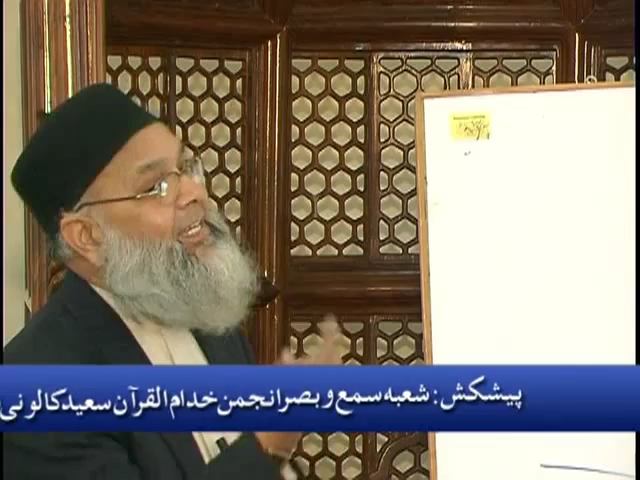 پیشکش: شعبہ سمع و بصر انجمن خدام القرآن سعید کالونی